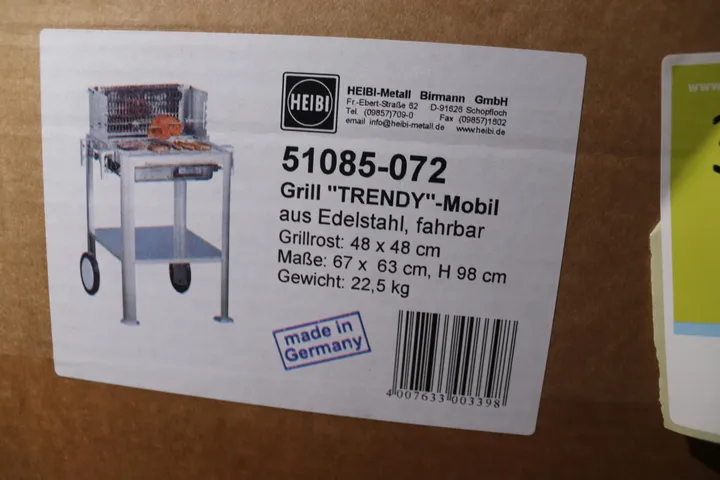 HEIBI
HEIBI-Metall Birmann GmbH
Fr.-Ebert-Straße 62 D-91626 Schopfloch
Tel. (09857)709-0 Fax (09857)1602
email info@heibi-metall.de www.heibi.de
51085-072
Grill "TRENDY"-Mobil
aus Edelstahl, fahrbar
Grillrost: 48 x 48 cm
Maße: 67 x 63 cm, H 98 cm
Gewicht: 22,5 kg
made in
Germany
4 007633 003398
www.